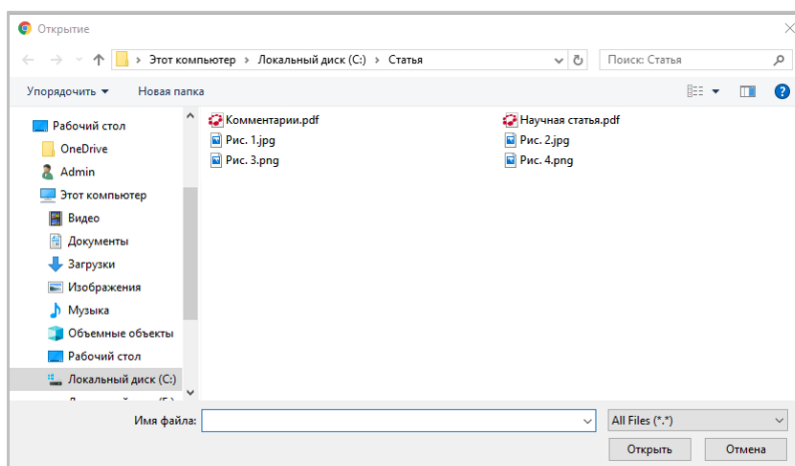 Открытие
Этот компьютер › Локальный диск (C:) › Статья
Поиск: Статья
Упорядочить Новая папка
?
Рабочий стол
OneDrive
Admin
Этот компьютер
Видео
Документы
Загрузки
Изображения
Музыка
Объемные объекты
Рабочий стол
Локальный диск (C:)
Комментарии.pdf Научная статья.pdf
Рис. 1.jpg Рис. 2.jpg
Рис. 3.png Рис. 4.png
Имя файла: All Files (*.*)
Открыть Отмена